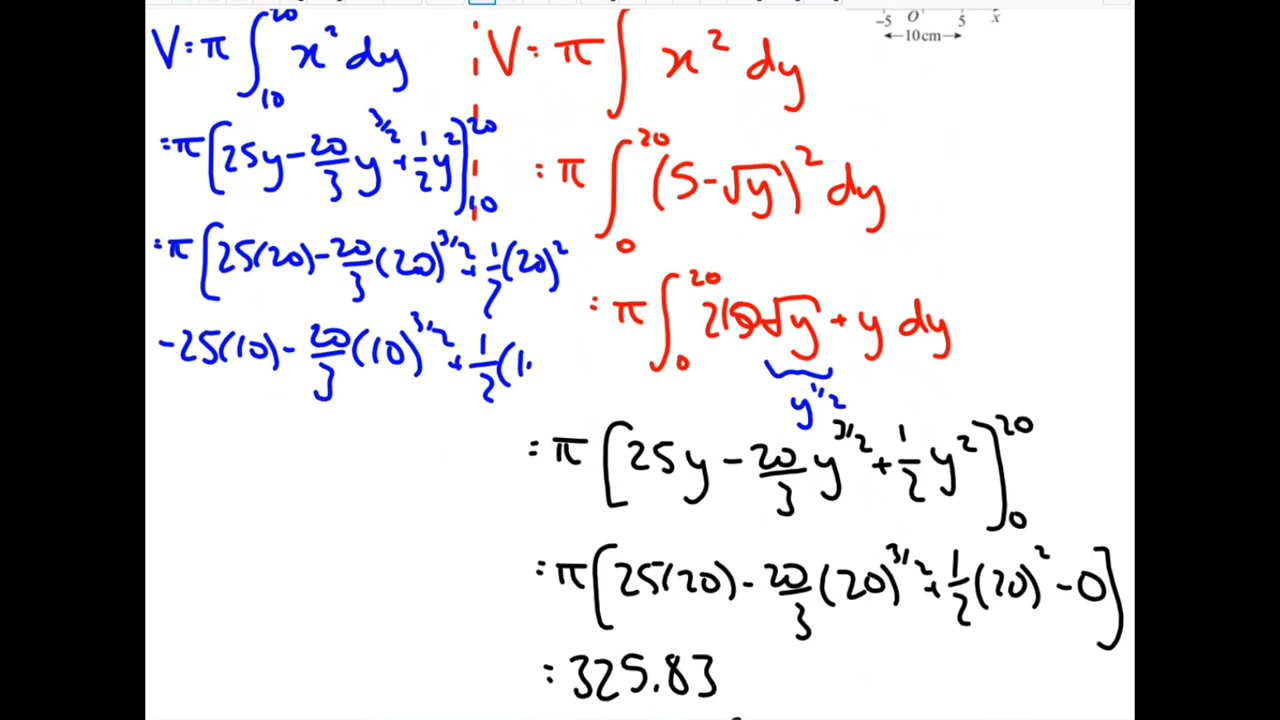 V = π ∫₁₀²⁰ x² dy
= π [25y - 20/3 y^3/2 + 1/2 y²]₁₀²⁰
= π [25(20) - 20/3 (20)^3/2 + 1/2 (20)²
- 25(10) - 20/3 (10)^3/2 + 1/2 (1
V = π ∫ x² dy
= π ∫₀²⁰ (5 - √y)² dy
= π ∫₀²⁰ √y + y dy
y^1/2
= π [25y - 20/3 y^3/2 + 1/2 y²]₀²⁰
= π [25(20) - 20/3 (20)^3/2 + 1/2 (20)² - 0]
= 325.83
-5 O 5 x
10cm